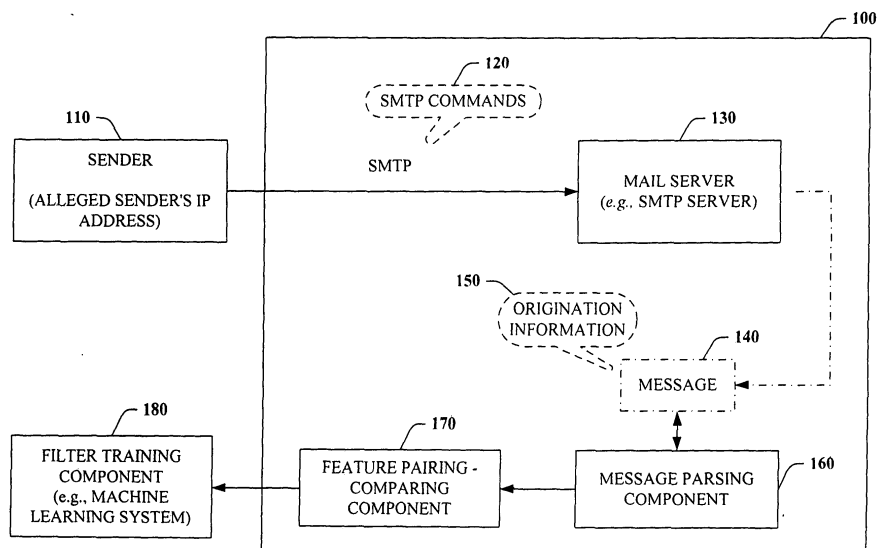 100
120
SMTP COMMANDS
110
130
SENDER
(ALLEGED SENDER'S IP
ADDRESS)
SMTP
MAIL SERVER
(e.g., SMTP SERVER)
150
ORIGINATION
INFORMATION
140
MESSAGE
180
170
FILTER TRAINING
COMPONENT
(e.g., MACHINE
LEARNING SYSTEM)
FEATURE PAIRING -
COMPARING
COMPONENT
MESSAGE PARSING
COMPONENT
160